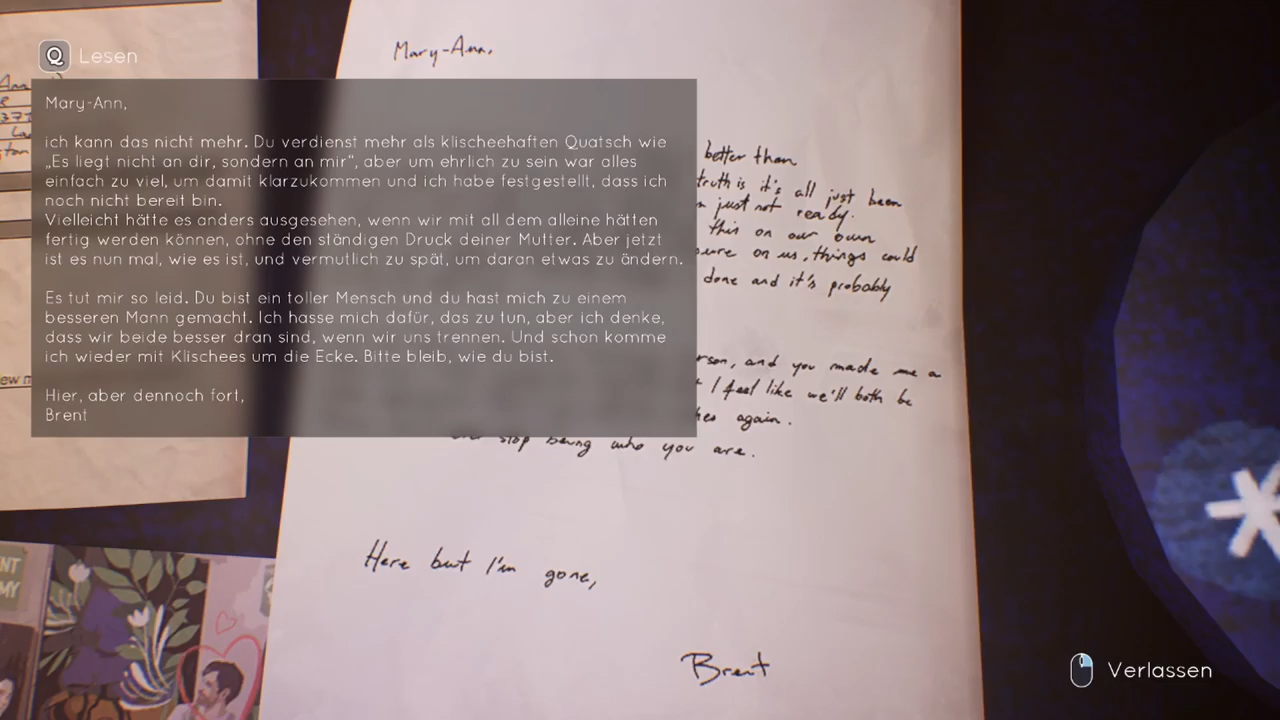 Q Lesen
Mary-Ann,
ich kann das nicht mehr. Du verdienst mehr als klischeehaften Quatsch wie
„Es liegt nicht an dir, sondern an mir“, aber um ehrlich zu sein war alles
einfach zu viel, um damit klarzukommen und ich habe festgestellt, dass ich
noch nicht bereit bin.
Vielleicht hätte es anders ausgesehen, wenn wir mit all dem alleine hätten
fertig werden können, ohne den ständigen Druck deiner Mutter. Aber jetzt
ist es nun mal, wie es ist, und vermutlich zu spät, um daran etwas zu ändern.
Es tut mir so leid. Du bist ein toller Mensch und du hast mich zu einem
besseren Mann gemacht. Ich hasse mich dafür, das zu tun, aber ich denke,
dass wir beide besser dran sind, wenn wir uns trennen. Und schon komme
ich wieder mit Klischees um die Ecke. Bitte bleib, wie du bist.
Hier, aber dennoch fort,
Brent
Mary-Ann,
better than
truth is it's all just been
just not ready.
this on our own
on us, things could
done and it's probably
and you made me a
I feel like we'll both be
again.
stop being who you are.
Here but I'm gone,
Brent
Verlassen